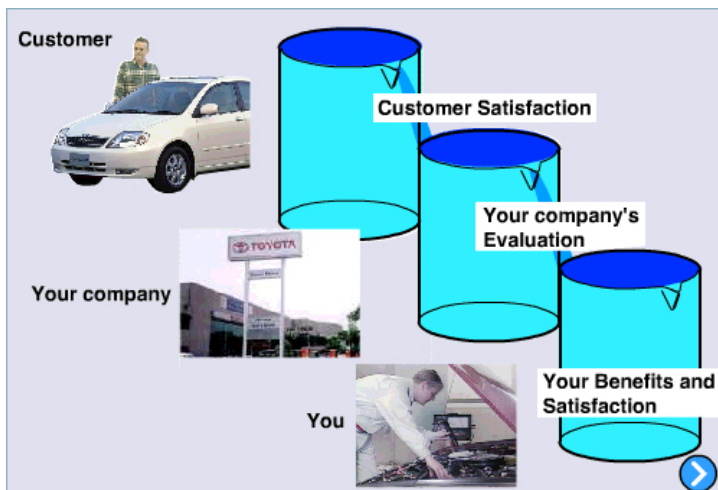 Customer
Customer Satisfaction
Your company's
Evaluation
TOYOTA
Your company
Your Benefits and
Satisfaction
You